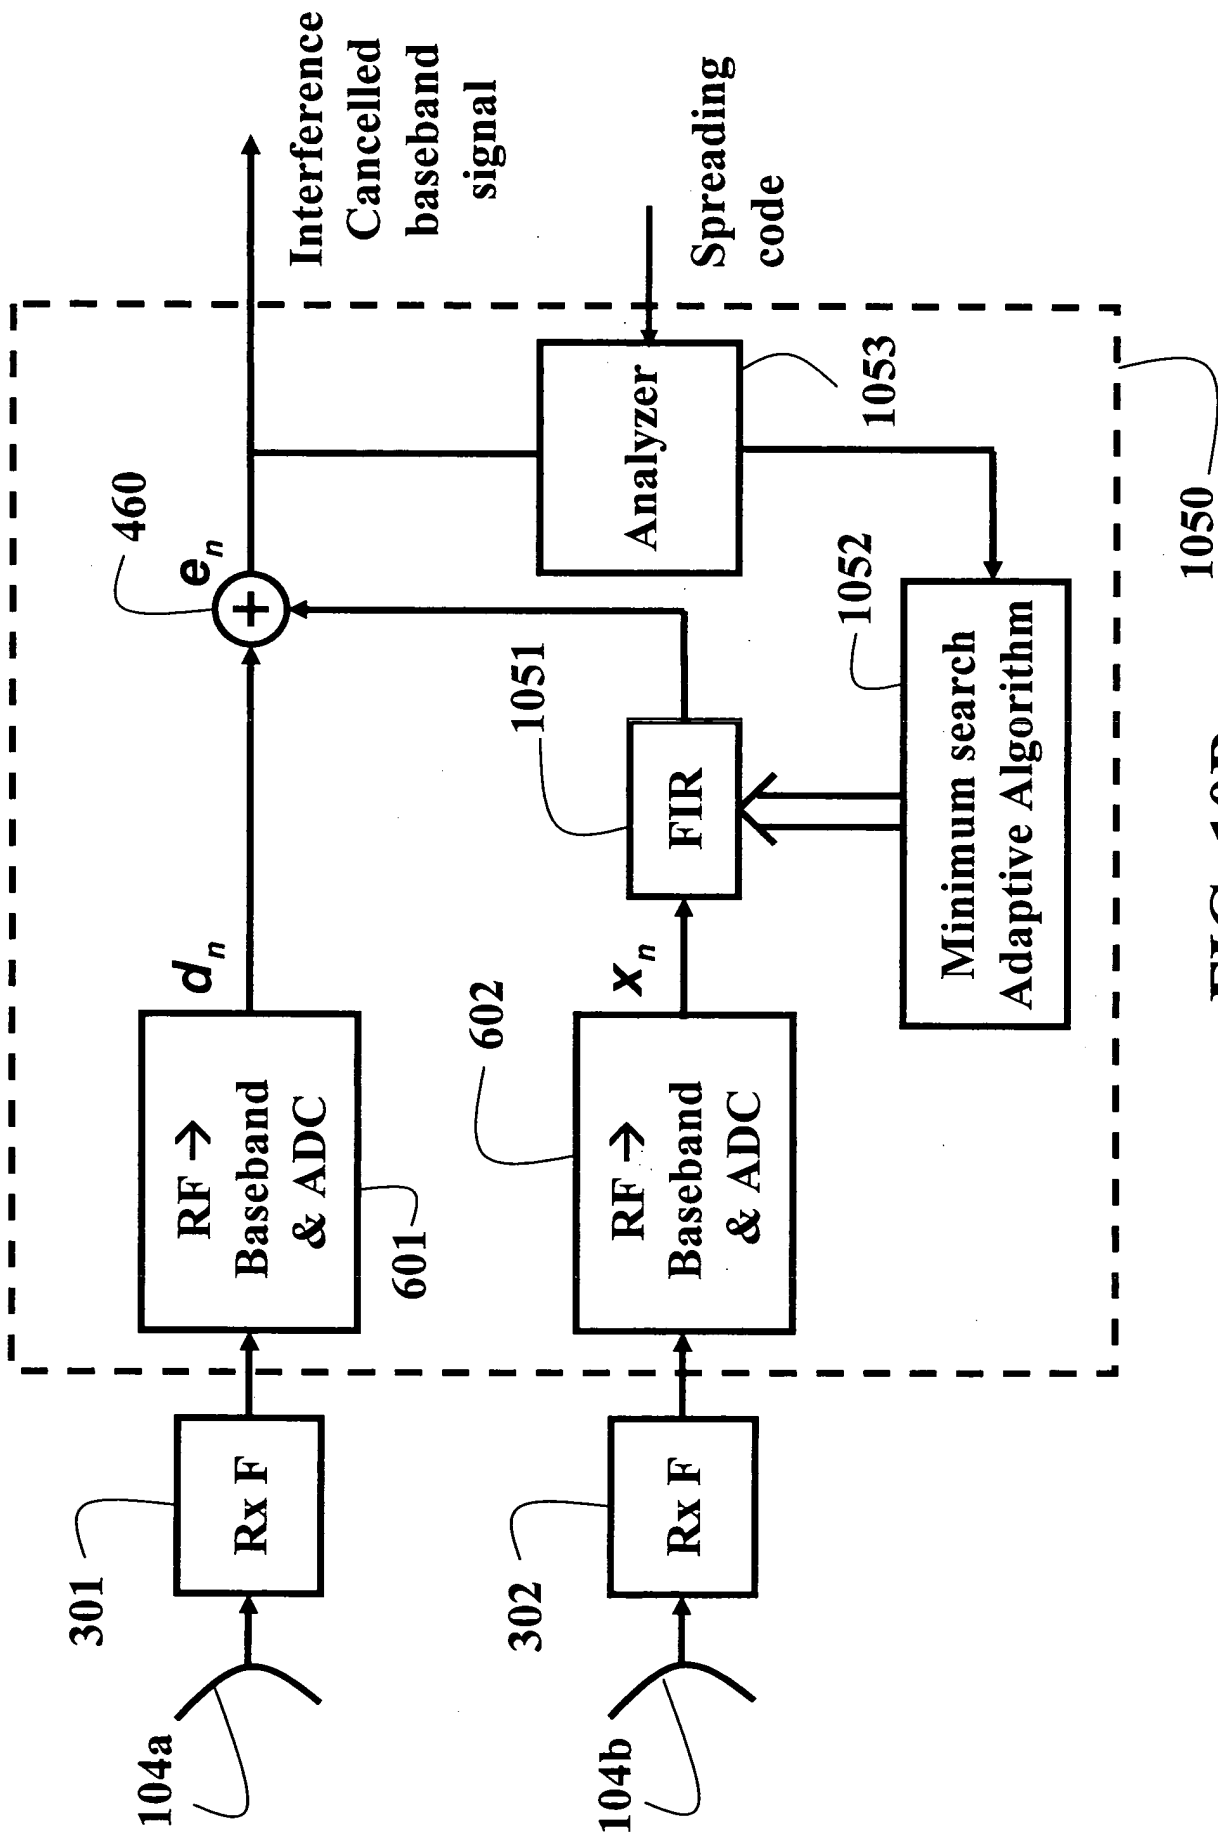 104a
301
Rx F
601
RF →
Baseband
& ADC
d_n
460
e_n
Interference
Cancelled
baseband
signal
104b
302
Rx F
602
RF →
Baseband
& ADC
x_n
1051
FIR
1052
Minimum search
Adaptive Algorithm
Analyzer
1053
Spreading
code
1050